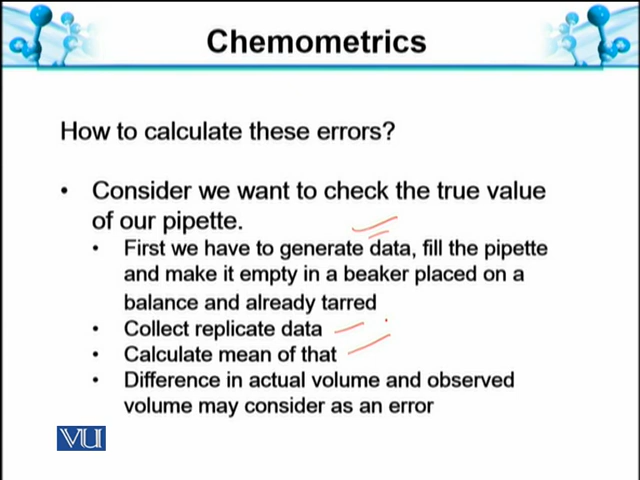 Chemometrics
How to calculate these errors?
• Consider we want to check the true value
of our pipette.
• First we have to generate data, fill the pipette
and make it empty in a beaker placed on a
balance and already tarred
• Collect replicate data
• Calculate mean of that
• Difference in actual volume and observed
volume may consider as an error
VU